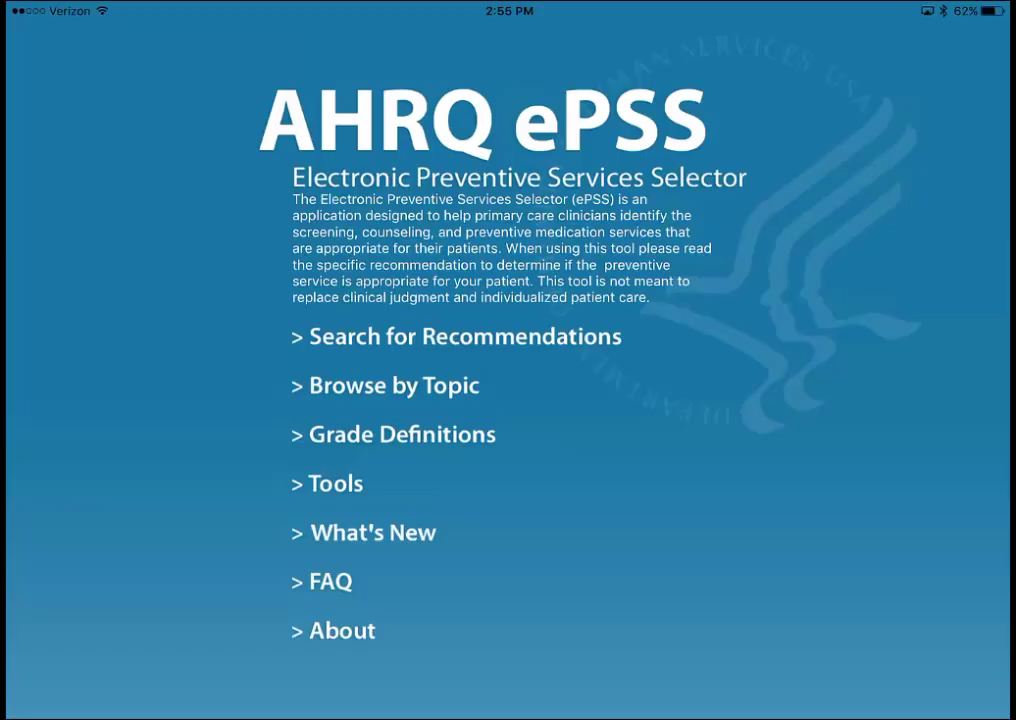 Verizon 2:55 PM 62%
HUMAN SERVICES USA
AHRQ ePSS
Electronic Preventive Services Selector
The Electronic Preventive Services Selector (ePSS) is an
application designed to help primary care clinicians identify the
screening, counseling, and preventive medication services that
are appropriate for their patients. When using this tool please read
the specific recommendation to determine if the  preventive
service is appropriate for your patient. This tool is not meant to
replace clinical judgment and individualized patient care.
> Search for Recommendations
> Browse by Topic
> Grade Definitions
> Tools
> What's New
> FAQ
> About